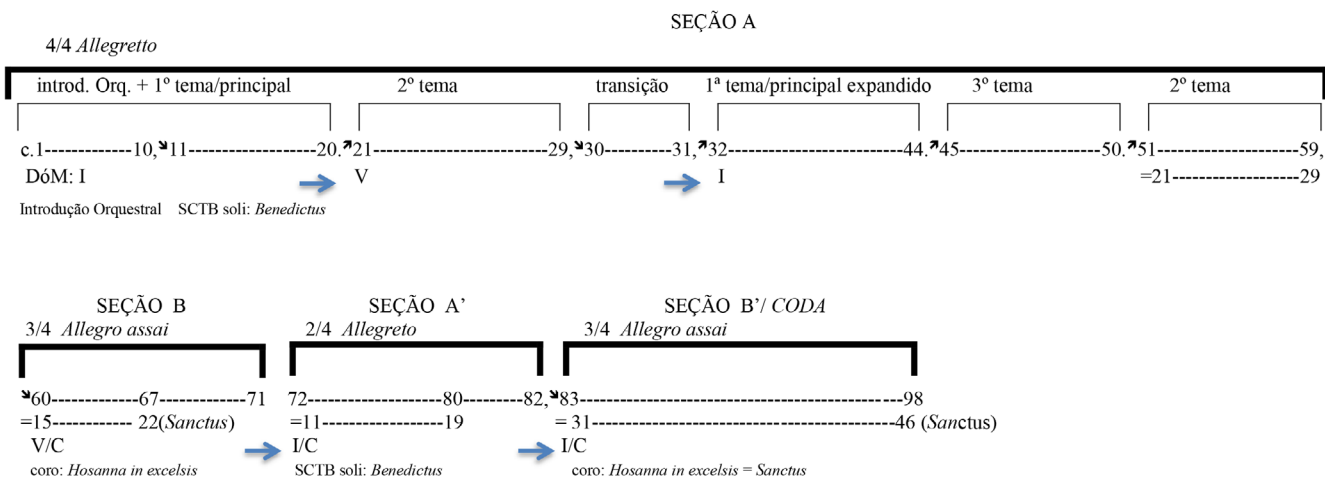 SEÇÃO A
4/4 Allegretto
introd. Orq. + 1º tema/principal 2º tema transição 1ª tema/principal expandido 3º tema 2º tema
c.1--------------10,↘11-----------------20.↗21---------------------29,↘30----------31,↗32---------------------44.↗45------------------50.↗51------------------59,
DóM: I V I =21-------------------29
Introdução Orquestral SCTB soli: Benedictus
SEÇÃO B SEÇÃO A’ SEÇÃO B’/ CODA
3/4 Allegro assai 2/4 Allegreto 3/4 Allegro assai
↘60--------------67-------------71 72-----------------80---------82,↘83---------------------------------------------98
=15------------- 22(Sanctus) =11--------------19 = 31--------------------------------------------46 (Sanctus)
V/C I/C I/C
coro: Hosanna in excelsis SCTB soli: Benedictus coro: Hosanna in excelsis = Sanctus